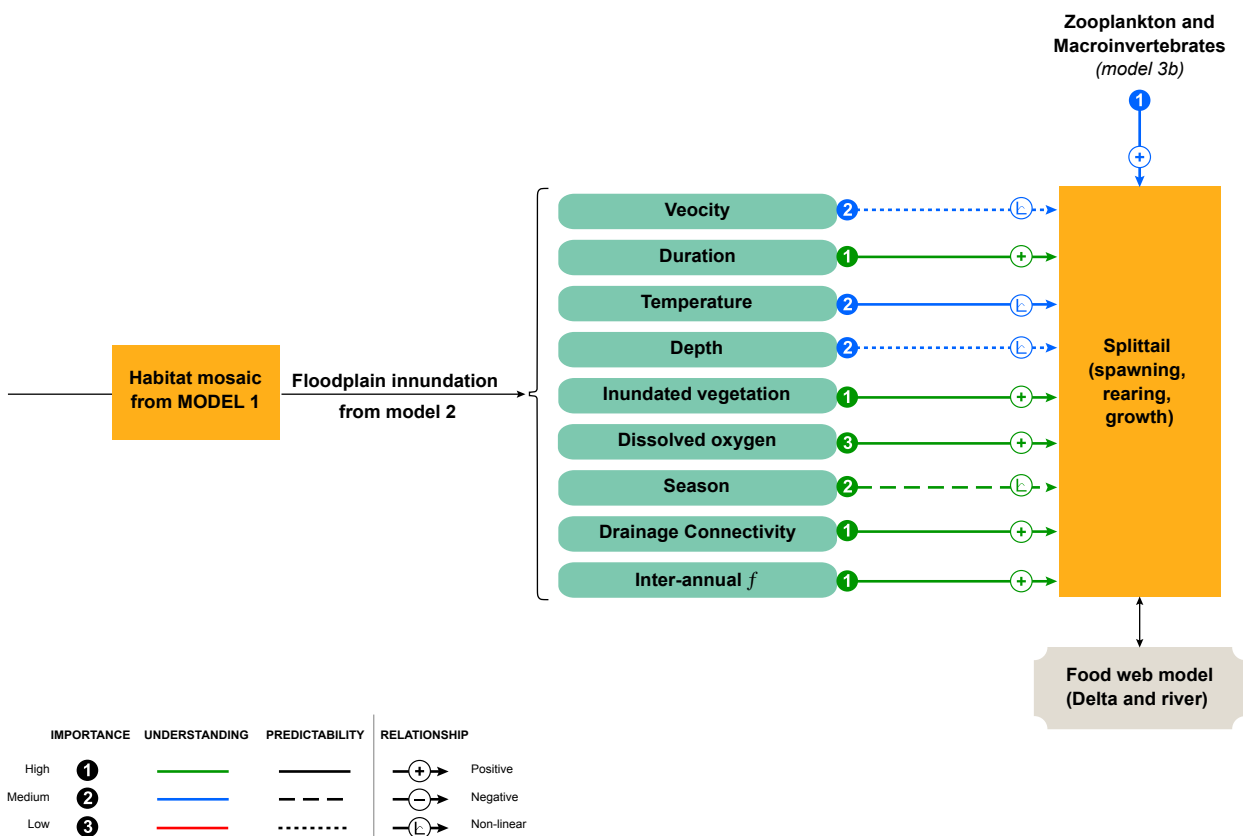 Zooplankton and
Macroinvertebrates
(model 3b)
1
Veocity 2
Duration 1
Temperature 2
Depth 2
Inundated vegetation 1
Dissolved oxygen 3
Season 2
Drainage Connectivity 1
Inter-annual f 1
Habitat mosaic
from MODEL 1
Floodplain innundation
from model 2
Splittail
(spawning,
rearing,
growth)
Food web model
(Delta and river)
IMPORTANCE UNDERSTANDING PREDICTABILITY RELATIONSHIP
High 1 Positive
Medium 2 Negative
Low 3 Non-linear